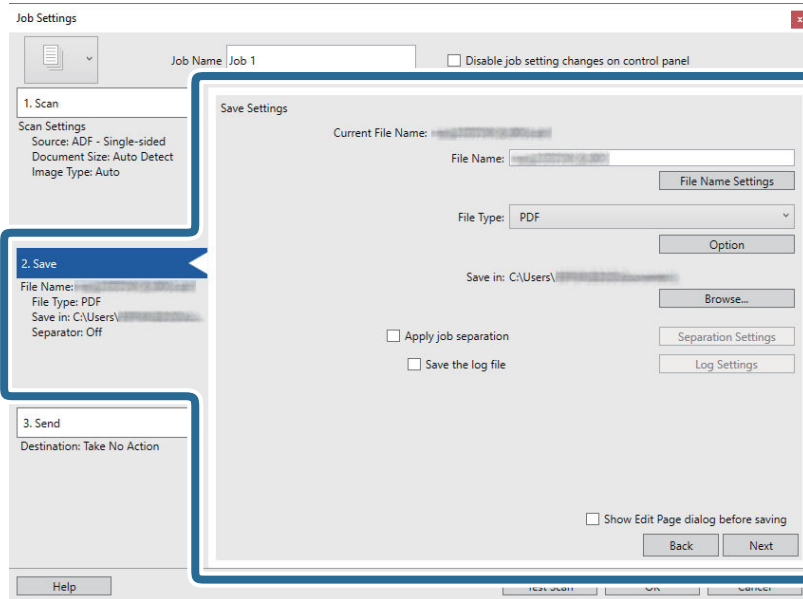 Job Settings
Job Name Job 1
Disable job setting changes on control panel
1. Scan
Scan Settings
Source: ADF - Single-sided
Document Size: Auto Detect
Image Type: Auto
2. Save
File Name:
File Type: PDF
Save in: C:\Users\
Separator: Off
3. Send
Destination: Take No Action
Save Settings
Current File Name:
File Name:
File Name Settings
File Type: PDF
Option
Save in: C:\Users\
Browse...
Apply job separation
Separation Settings
Save the log file
Log Settings
Show Edit Page dialog before saving
Back Next
Help Test Scan OK Cancel